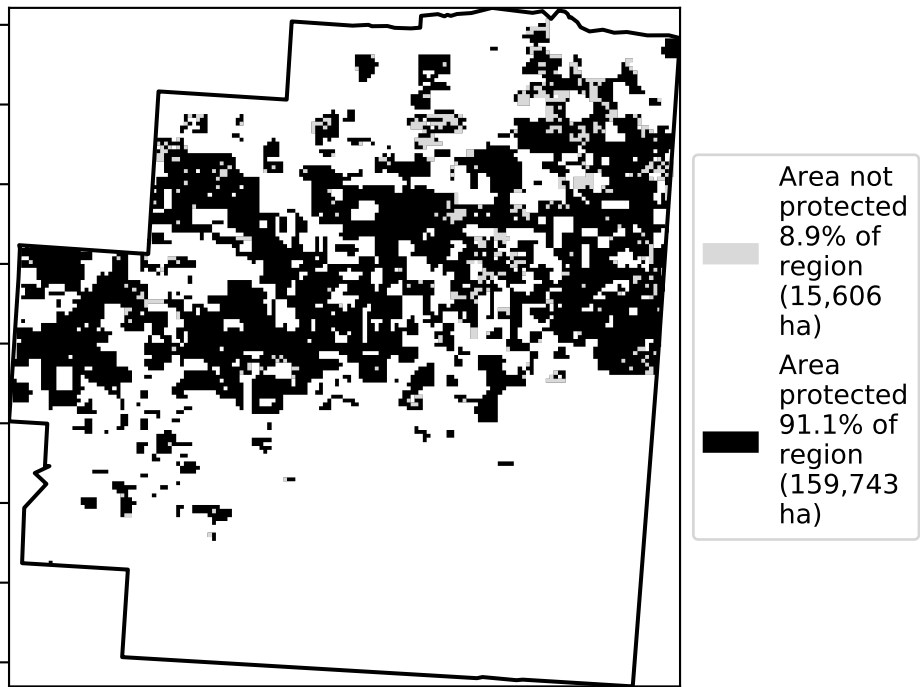 Area not
protected
8.9% of
region
(15,606
ha)
Area
protected
91.1% of
region
(159,743
ha)